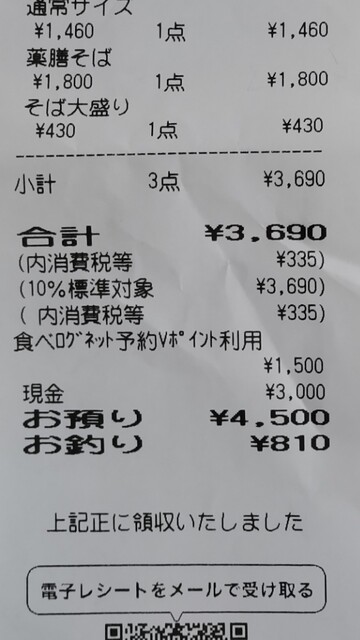 通常サイズ
¥1,460 1点 ¥1,460
薬膳そば
¥1,800 1点 ¥1,800
そば大盛り
¥430 1点 ¥430
小計 3点 ¥3,690
合計 ¥3,690
(内消費税等 ¥335)
(10%標準対象 ¥3,690)
( 内消費税等 ¥335)
食べログネット予約Vポイント利用
¥1,500
現金 ¥3,000
お預り ¥4,500
お釣り ¥810
上記正に領収いたしました
電子レシートをメールで受け取る